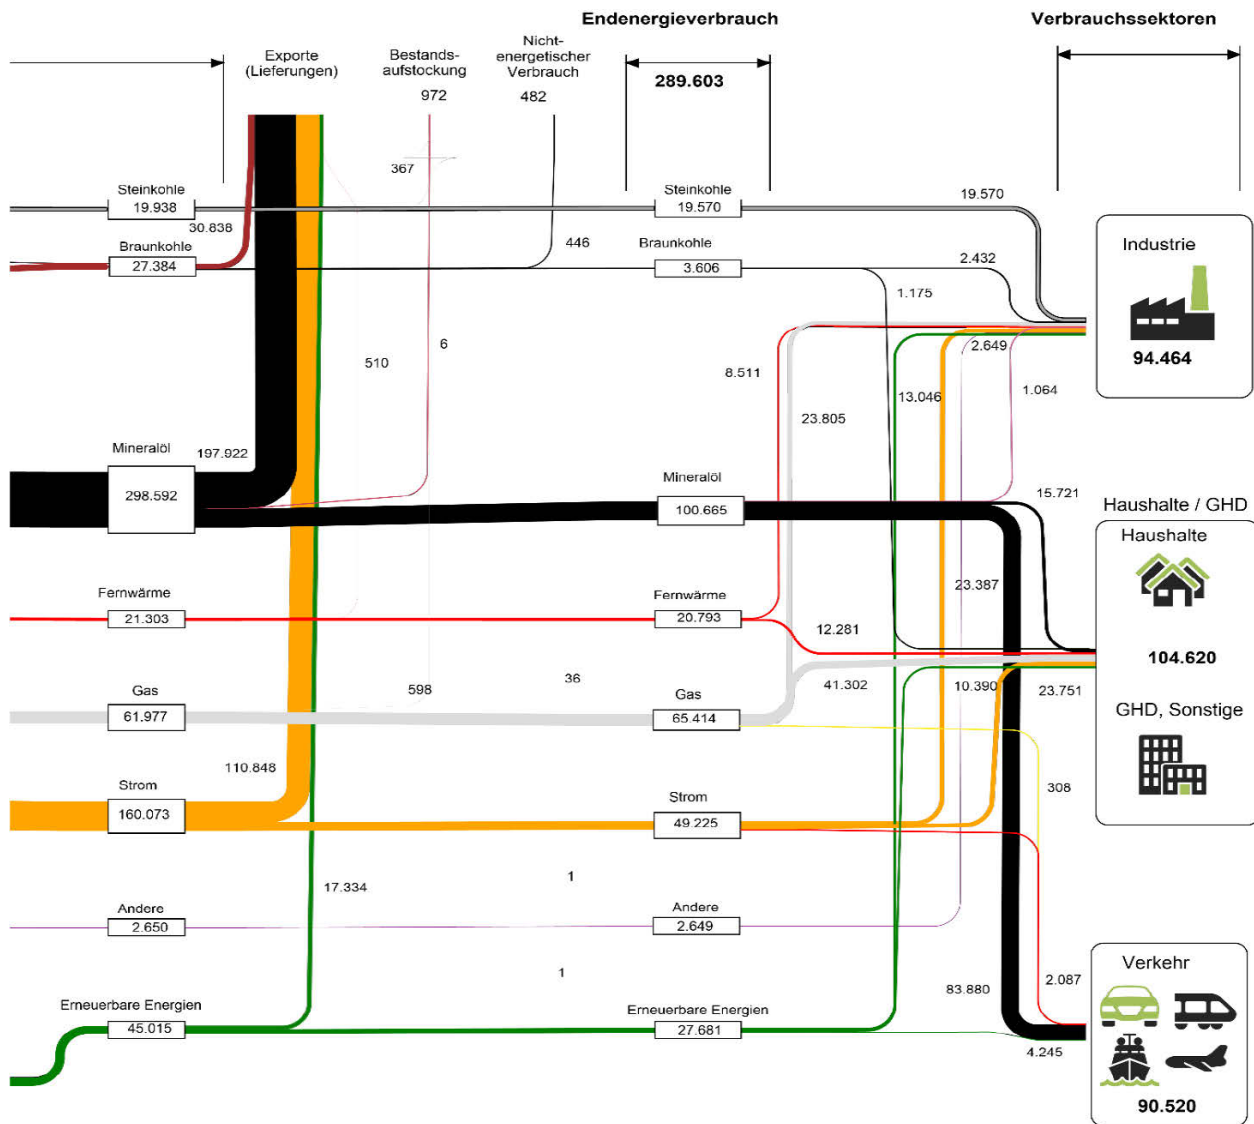 Endenergieverbrauch
Verbrauchssektoren
Exporte
(Lieferungen)
Bestands-
aufstockung
972
Nicht-
energetischer
Verbrauch
482
289.603
367
Steinkohle
19.938
Steinkohle
19.570
19.570
30.838
Braunkohle
27.384
446
Braunkohle
3.606
2.432
1.175
Industrie
94.464
510
6
8.511
23.805
13.046
2.649
1.064
Mineralöl
298.592
197.922
Mineralöl
100.665
15.721
Haushalte / GHD
Haushalte
104.620
GHD, Sonstige
Fernwärme
21.303
Fernwärme
20.793
23.387
12.281
Gas
61.977
598
36
Gas
65.414
41.302
10.390
23.751
308
Strom
160.073
110.848
Strom
49.225
17.334
1
Andere
2.650
Andere
2.649
1
Erneuerbare Energien
45.015
Erneuerbare Energien
27.681
83.880
2.087
4.245
Verkehr
90.520